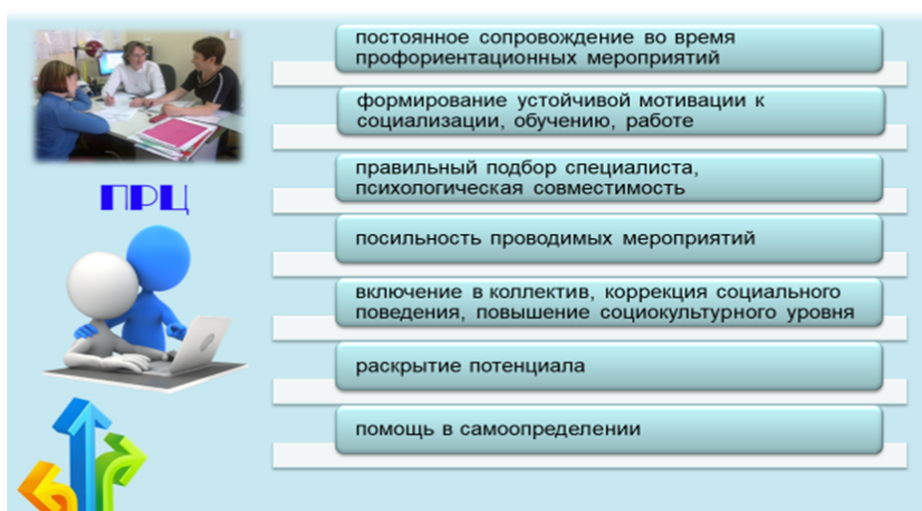 постоянное сопровождение во время
профориентационных мероприятий
формирование устойчивой мотивации к
социализации, обучению, работе
правильный подбор специалиста,
психологическая совместимость
ПРЦ
посильность проводимых мероприятий
включение в коллектив, коррекция социального
поведения, повышение социокультурного уровня
раскрытие потенциала
помощь в самоопределении